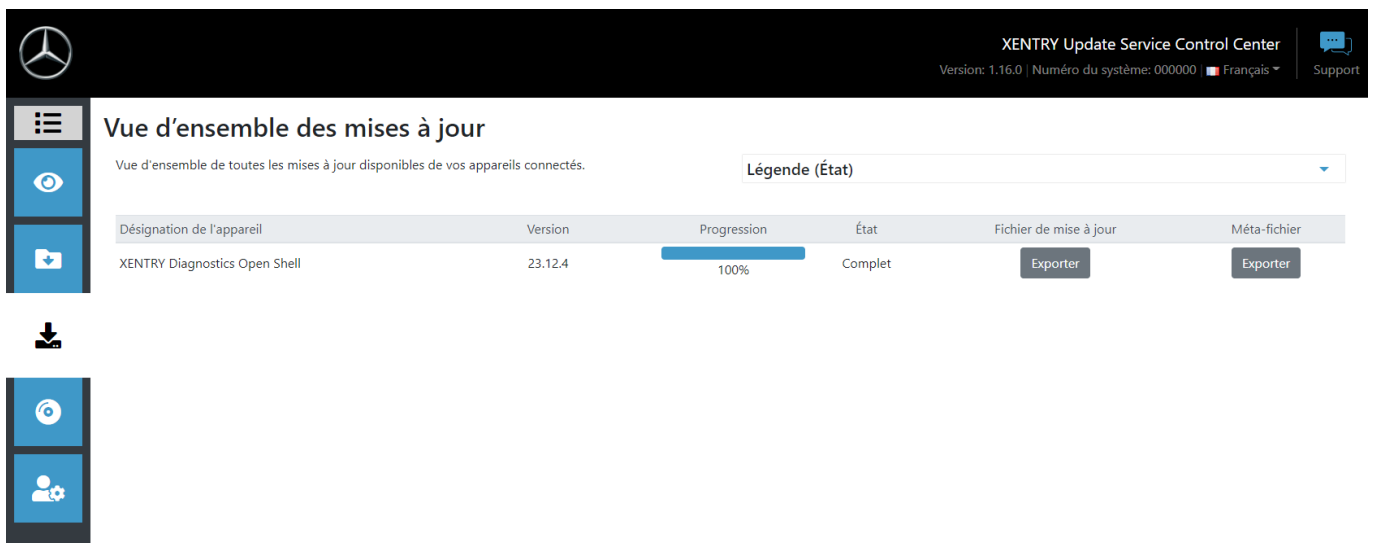 XENTRY Update Service Control Center
Version: 1.16.0 | Numéro du système: 000000 | Français
Support
Vue d'ensemble des mises à jour
Vue d'ensemble de toutes les mises à jour disponibles de vos appareils connectés.
Légende (État)
Désignation de l'appareil Version Progression État Fichier de mise à jour Méta-fichier
XENTRY Diagnostics Open Shell 23.12.4 100% Complet Exporter Exporter